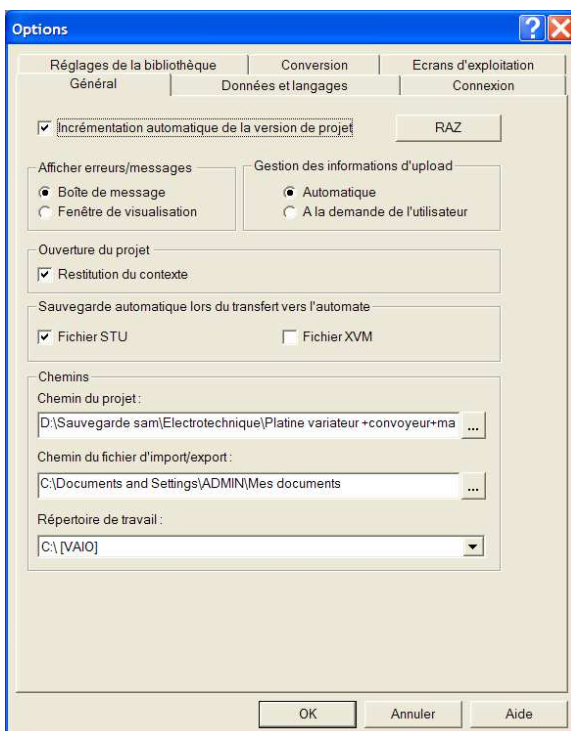 Options
Réglages de la bibliothèque Conversion Ecrans d'exploitation
Général Données et langages Connexion
Incrémentation automatique de la version de projet RAZ
Afficher erreurs/messages Gestion des informations d'upload
Boîte de message Automatique
Fenêtre de visualisation A la demande de l'utilisateur
Ouverture du projet
Restitution du contexte
Sauvegarde automatique lors du transfert vers l'automate
Fichier STU Fichier XVM
Chemins
Chemin du projet :
D:\Sauvegarde sam\Electrotechnique\Platine variateur +convoyeur+ma ...
Chemin du fichier d'import/export :
C:\Documents and Settings\ADMIN\Mes documents ...
Répertoire de travail :
C:\ [VAIO]
OK Annuler Aide